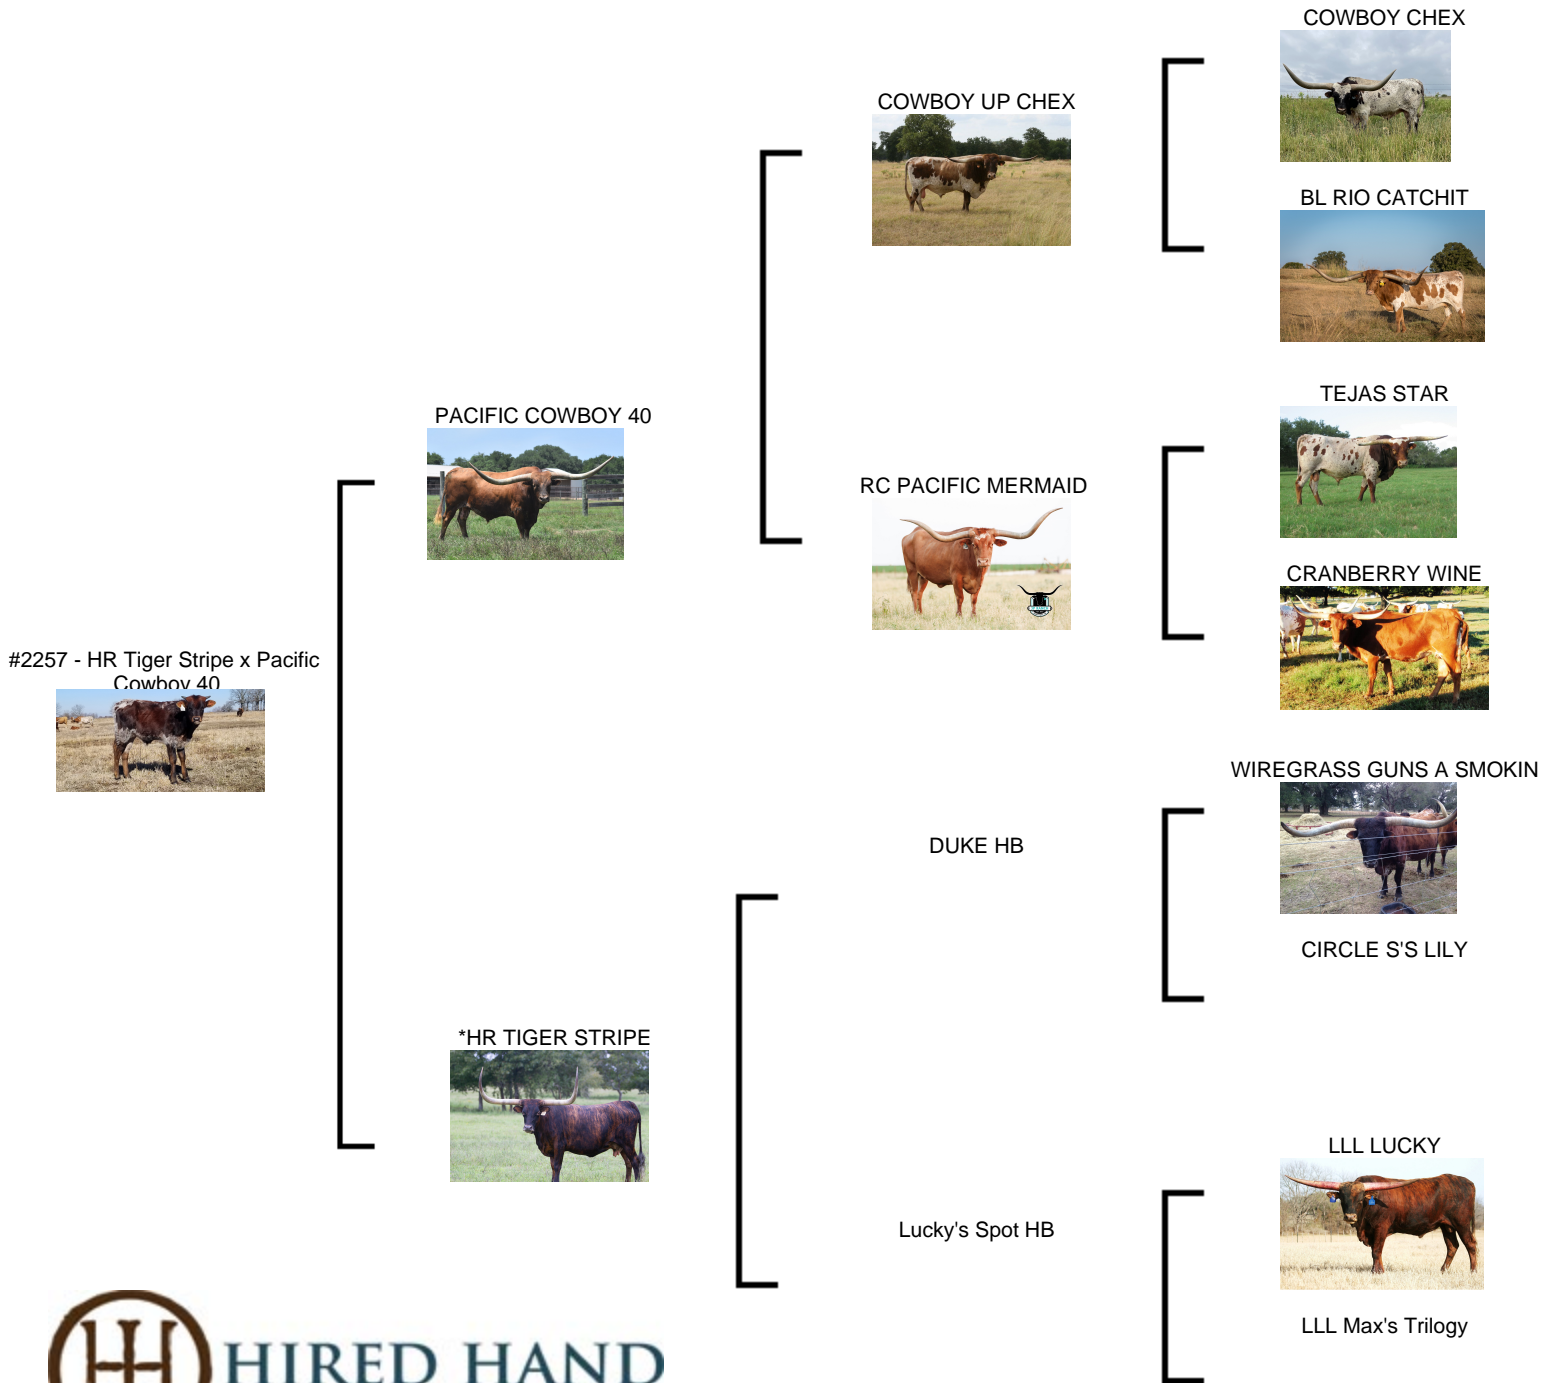 COWBOY CHEX
COWBOY UP CHEX
BL RIO CATCHIT
TEJAS STAR
PACIFIC COWBOY 40
RC PACIFIC MERMAID
CRANBERRY WINE
#2257 - HR Tiger Stripe x Pacific
Cowboy 40
WIREGRASS GUNS A SMOKIN
DUKE HB
CIRCLE S'S LILY
*HR TIGER STRIPE
LLL LUCKY
Lucky's Spot HB
LLL Max's Trilogy
HIRED HAND